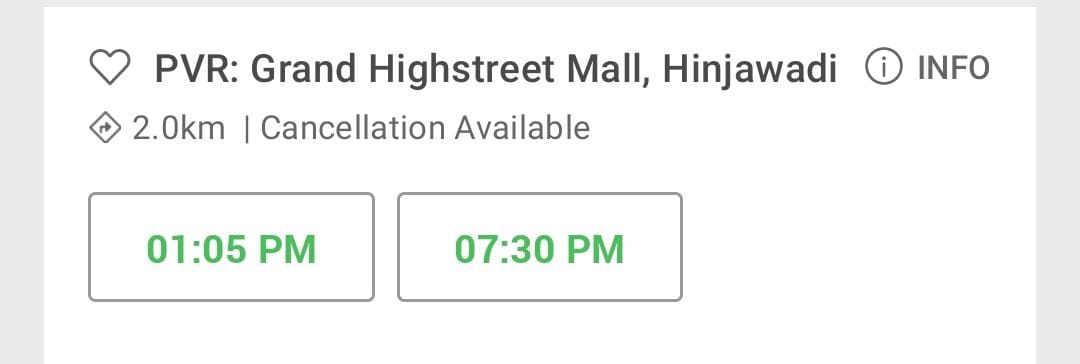 PVR: Grand Highstreet Mall, Hinjawadi INFO
2.0km | Cancellation Available
01:05 PM 07:30 PM